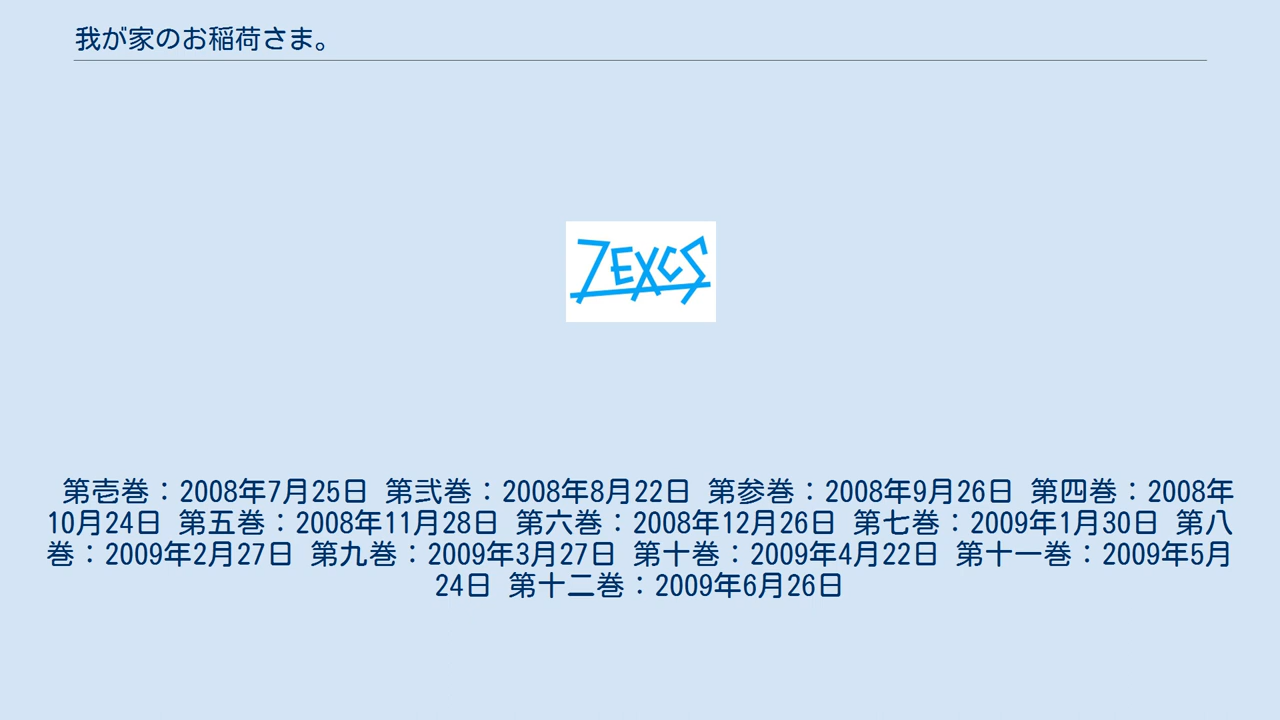 我が家のお稲荷さま。
ZEXCS
第壱巻：2008年7月25日 第弐巻：2008年8月22日 第参巻：2008年9月26日 第四巻：2008年
10月24日 第五巻：2008年11月28日 第六巻：2008年12月26日 第七巻：2009年1月30日 第八
巻：2009年2月27日 第九巻：2009年3月27日 第十巻：2009年4月22日 第十一巻：2009年5月
24日 第十二巻：2009年6月26日